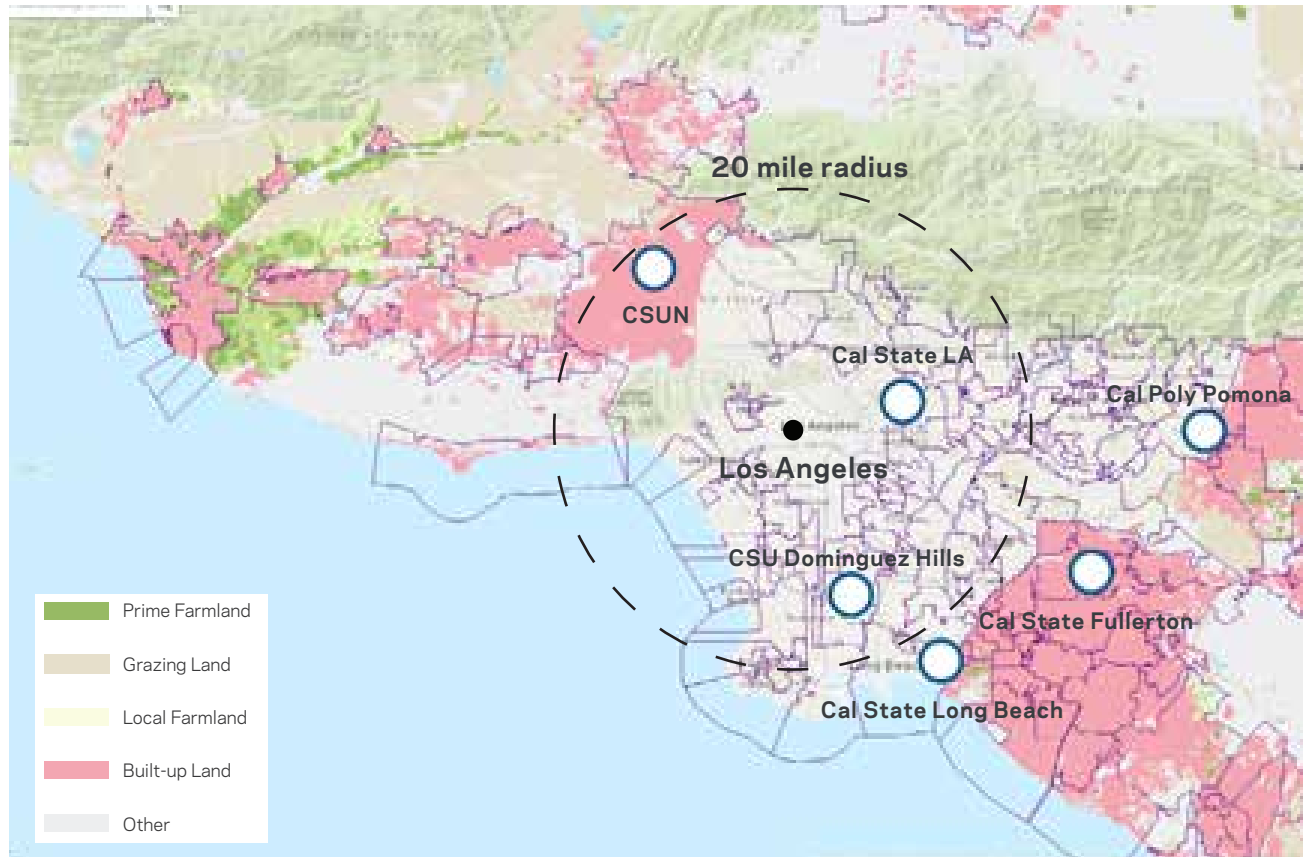 20 mile radius
CSUN
Cal State LA
Cal Poly Pomona
Los Angeles
CSU Dominguez Hills
Cal State Fullerton
Cal State Long Beach
Prime Farmland
Grazing Land
Local Farmland
Built-up Land
Other